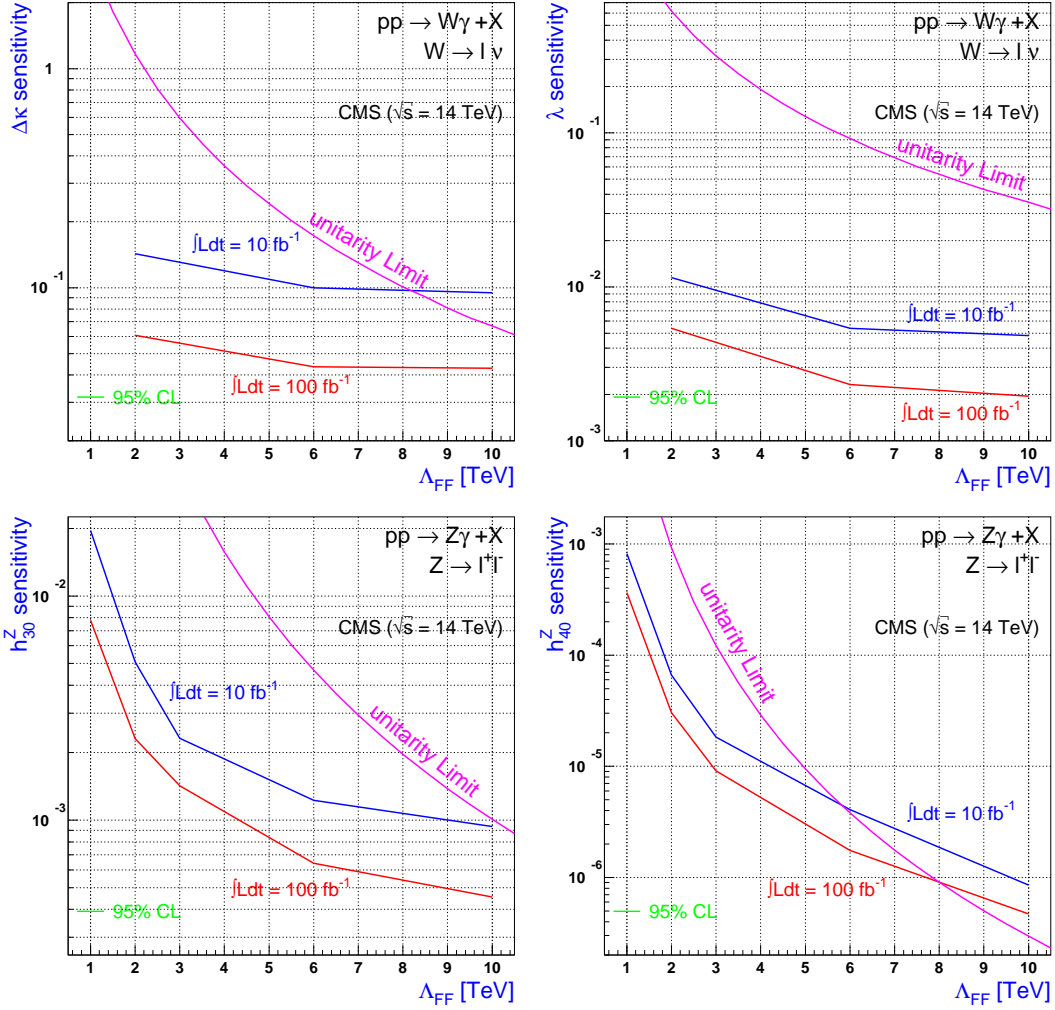 Δκ sensitivity
1
10⁻¹
pp → Wγ +X
W → l ν
CMS (√s = 14 TeV)
unitarity Limit
∫Ldt = 10 fb⁻¹
∫Ldt = 100 fb⁻¹
95% CL
1 2 3 4 5 6 7 8 9 10
Λ_FF [TeV]
λ sensitivity
10⁻¹
10⁻²
10⁻³
pp → Wγ +X
W → l ν
CMS (√s = 14 TeV)
unitarity Limit
∫Ldt = 10 fb⁻¹
∫Ldt = 100 fb⁻¹
95% CL
1 2 3 4 5 6 7 8 9 10
Λ_FF [TeV]
h^Z_30 sensitivity
10⁻²
10⁻³
pp → Zγ +X
Z → l⁺l⁻
CMS (√s = 14 TeV)
∫Ldt = 10 fb⁻¹
unitarity Limit
∫Ldt = 100 fb⁻¹
95% CL
1 2 3 4 5 6 7 8 9 10
Λ_FF [TeV]
h^Z_40 sensitivity
10⁻³
10⁻⁴
10⁻⁵
10⁻⁶
pp → Zγ +X
Z → l⁺l⁻
CMS (√s = 14 TeV)
unitarity Limit
∫Ldt = 10 fb⁻¹
∫Ldt = 100 fb⁻¹
95% CL
1 2 3 4 5 6 7 8 9 10
Λ_FF [TeV]